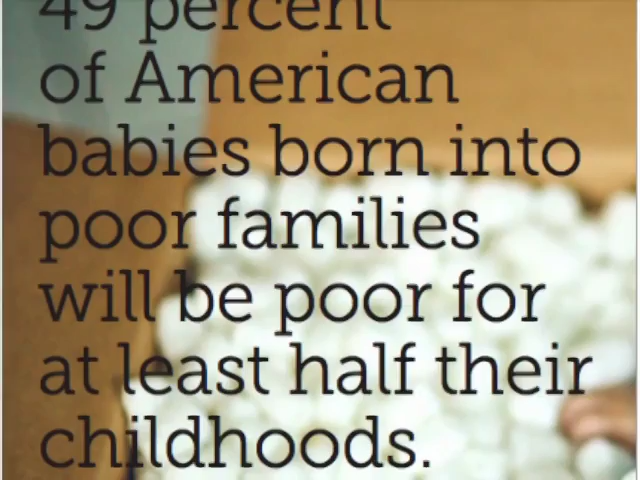 49 percent
of American
babies born into
poor families
will be poor for
at least half their
childhoods.